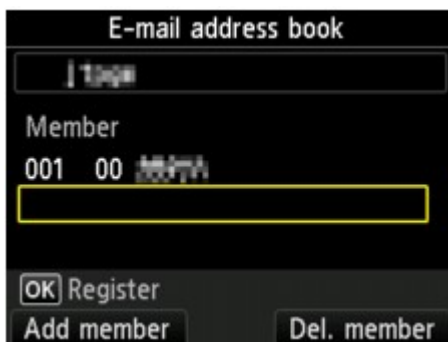 E-mail address book
Member
001 00
OK Register
Add member Del. member